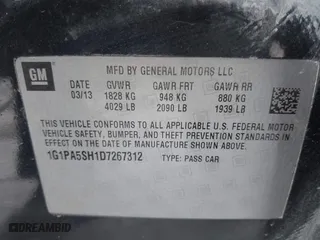 GM
MFD BY GENERAL MOTORS LLC
DATE GVWR GAWR FRT GAWR RR
03/13 1828 KG 948 KG 880 KG
4029 LB 2090 LB 1939 LB
THIS VEHICLE CONFORMS TO ALL APPLICABLE U.S. FEDERAL MOTOR
VEHICLE SAFETY, BUMPER, AND THEFT PREVENTION STANDARDS IN
EFFECT ON THE DATE OF MANUFACTURE SHOWN ABOVE.
1G1PA5SH1D7267312 TYPE: PASS CAR
DREAMBID